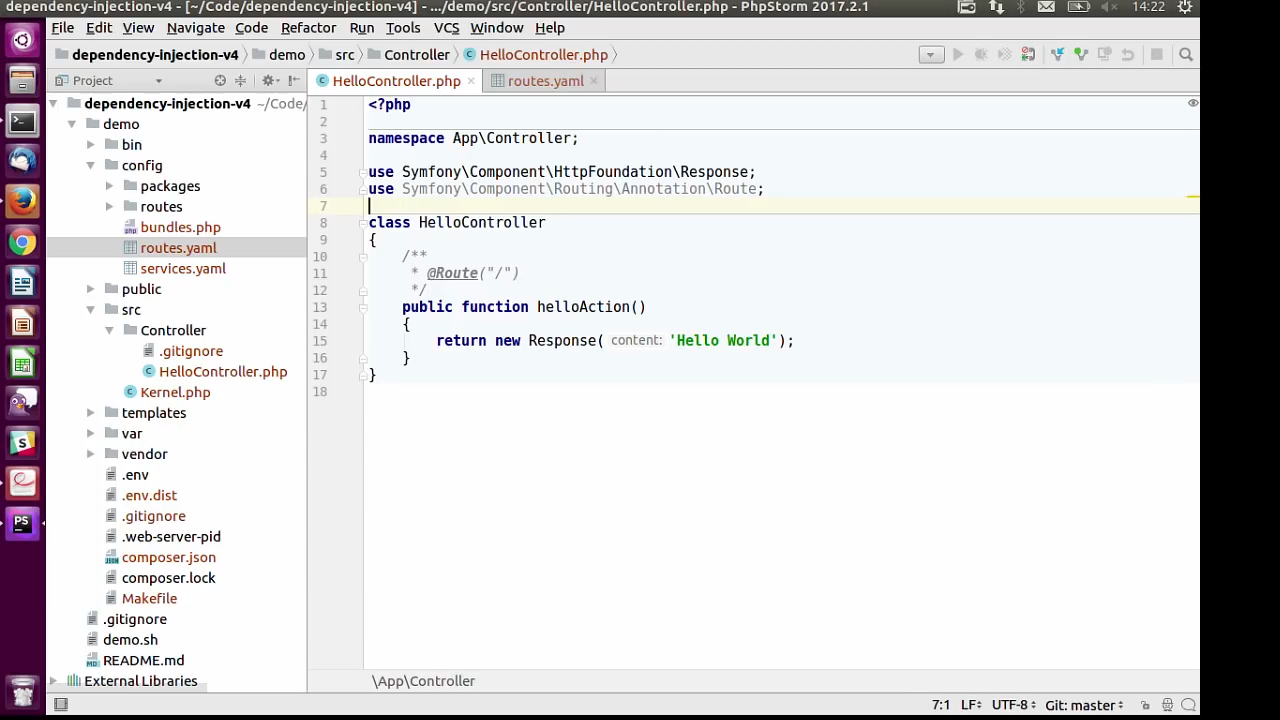 dependency-injection-v4 - [~/Code/dependency-injection-v4] - .../demo/src/Controller/HelloController.php - PhpStorm 2017.2.1
14:22
File Edit View Navigate Code Refactor Run Tools VCS Window Help
dependency-injection-v4 demo src Controller HelloController.php
Project
HelloController.php routes.yaml
dependency-injection-v4 ~/Code/
demo
bin
config
packages
routes
bundles.php
routes.yaml
services.yaml
public
src
Controller
.gitignore
HelloController.php
Kernel.php
templates
var
vendor
.env
.env.dist
.gitignore
.web-server-pid
composer.json
composer.lock
Makefile
.gitignore
demo.sh
README.md
External Libraries
1 <?php
2
3 namespace App\Controller;
4
5 use Symfony\Component\HttpFoundation\Response;
6 use Symfony\Component\Routing\Annotation\Route;
7
8 class HelloController
9 {
10 /**
11 * @Route("/")
12 */
13 public function helloAction()
14 {
15 return new Response( content: 'Hello World');
16 }
17 }
18
\App\Controller
7:1 LF UTF-8 Git: master